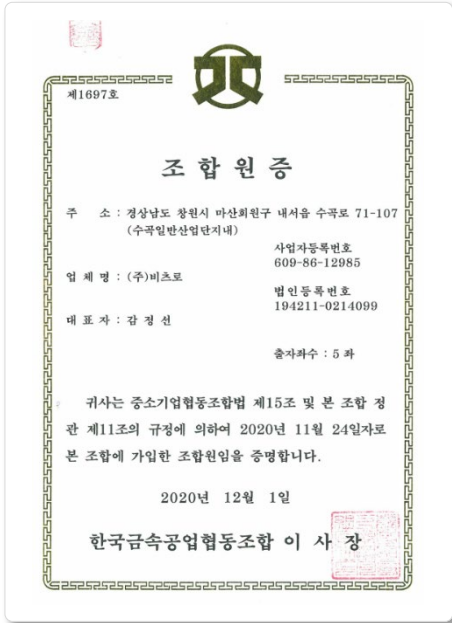 제1697호
조합원증
주 소 : 경상남도 창원시 마산회원구 내서읍 수곡로 71-107
(수곡일반산업단지내)
사업자등록번호
609-86-12985
업 체 명 : (주)비츠로
법인등록번호
194211-0214099
대 표 자 : 감 정 선
출자좌수 : 5 좌
귀사는 중소기업협동조합법 제15조 및 본 조합 정
관 제11조의 규정에 의하여 2020년 11월 24일자로
본 조합에 가입한 조합원임을 증명합니다.
2020년 12월 1일
한국금속공업협동조합 이 사 장